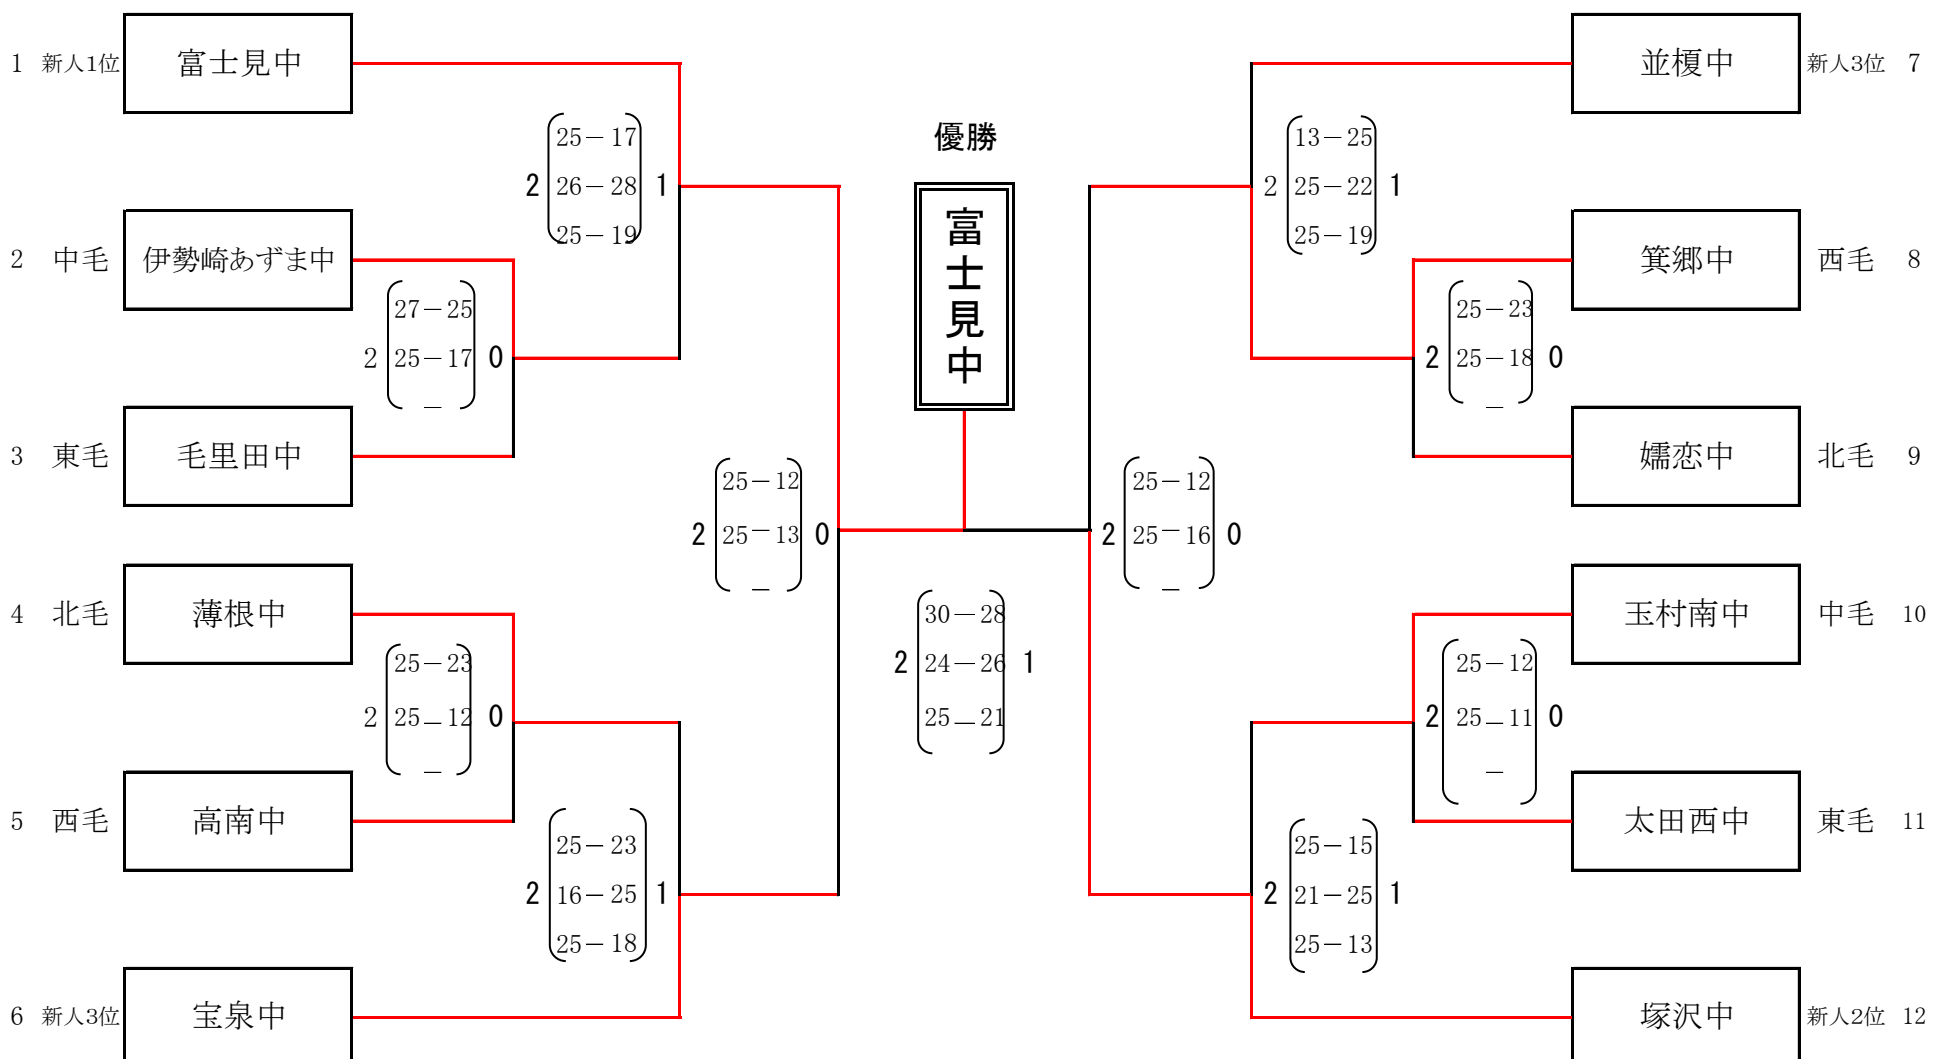 1 新人1位 富士見中
2 中毛 伊勢崎あずま中
3 東毛 毛里田中
4 北毛 薄根中
5 西毛 高南中
6 新人3位 宝泉中
25－17
2 26－28 1
25－19
27－25
2 25－17 0
－
25－23
2 25－12 0
－
25－23
2 16－25 1
25－18
25－12
2 25－13 0
－
優勝
富士見中
30－28
2 24－26 1
25－21
25－12
2 25－16 0
－
13－25
2 25－22 1
25－19
25－23
2 25－18 0
－
25－12
2 25－11 0
－
25－15
2 21－25 1
25－13
並榎中 新人3位 7
箕郷中 西毛 8
嬬恋中 北毛 9
玉村南中 中毛 10
太田西中 東毛 11
塚沢中 新人2位 12